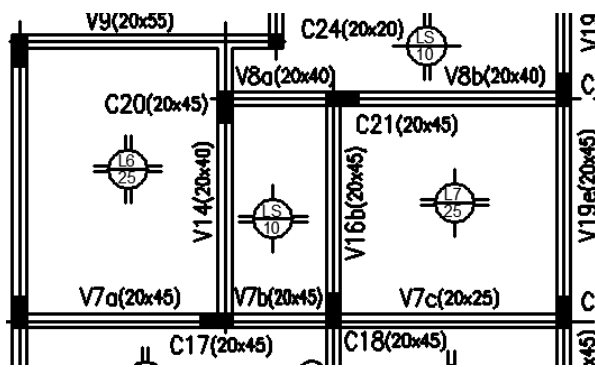 V9(20x55)
C24(20x20)
LS
10
V19
V8a(20x40)
V8b(20x40)
C20(20x45)
C
C21(20x45)
L6
25
V14(20x40)
V16b(20x45)
V19e(20x45)
L7
25
LS
10
V7a(20x45)
V7b(20x45)
V7c(20x25)
C
C17(20x45)
C18(20x45)
x45)